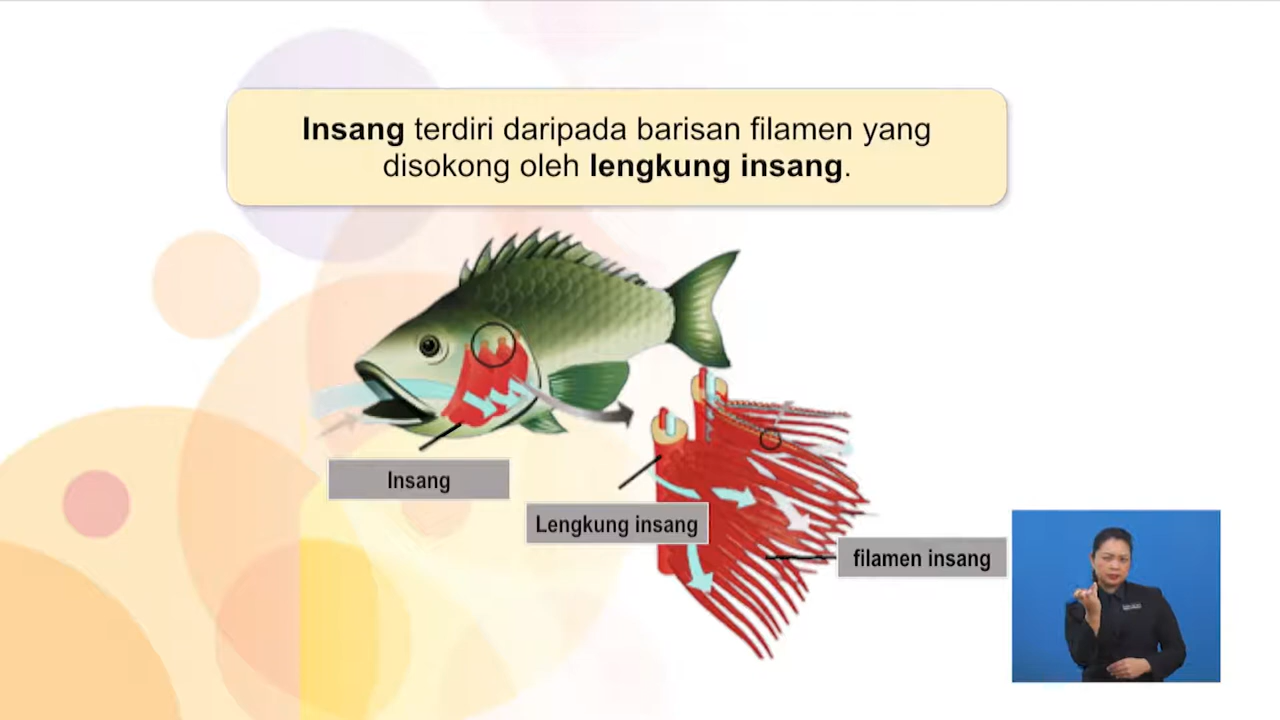 Insang terdiri daripada barisan filamen yang
disokong oleh lengkung insang.
Insang
Lengkung insang
filamen insang